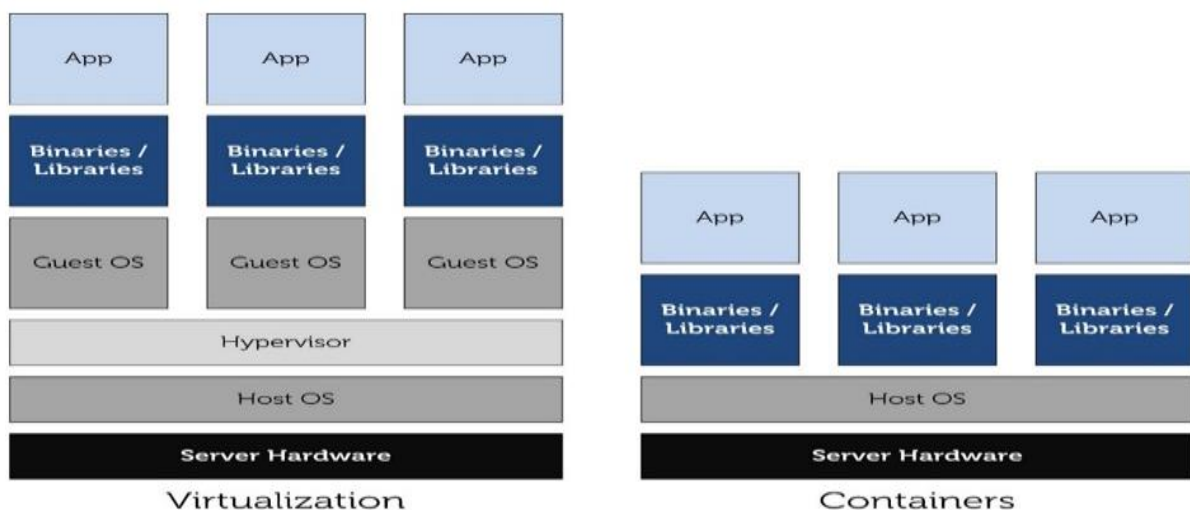 App
App
App
Binaries /
Libraries
Binaries /
Libraries
Binaries /
Libraries
Guest OS
Guest OS
Guest OS
Hypervisor
Host OS
Server Hardware
Virtualization
App
App
App
Binaries /
Libraries
Binaries /
Libraries
Binaries /
Libraries
Host OS
Server Hardware
Containers